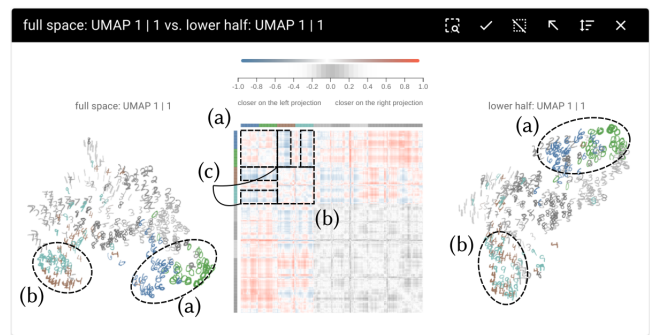 full space: UMAP 1 | 1 vs. lower half: UMAP 1 | 1
-1.0 -0.8 -0.6 -0.4 -0.2 0.0 0.2 0.4 0.6 0.8 1.0
closer on the left projection closer on the right projection
full space: UMAP 1 | 1
lower half: UMAP 1 | 1
(a)
(a)
(c)
(b)
(b)
(b)
(a)